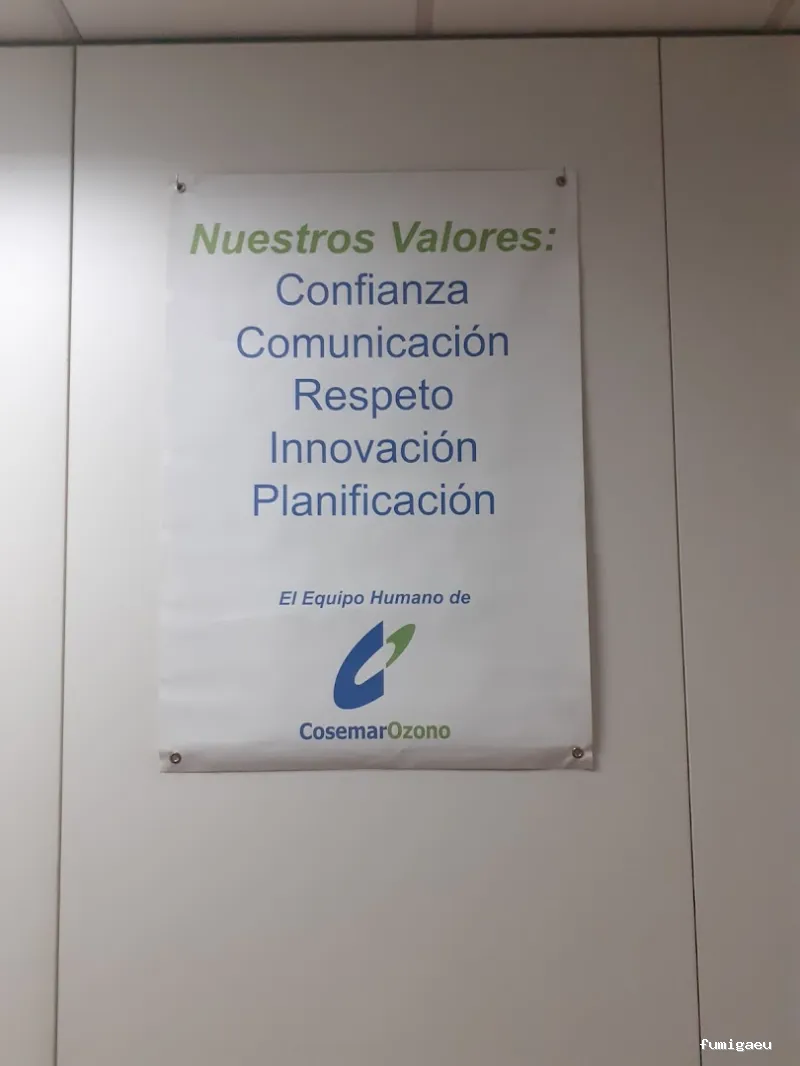 Nuestros Valores:
Confianza
Comunicación
Respeto
Innovación
Planificación
El Equipo Humano de
CosemarOzono
fumigaeu